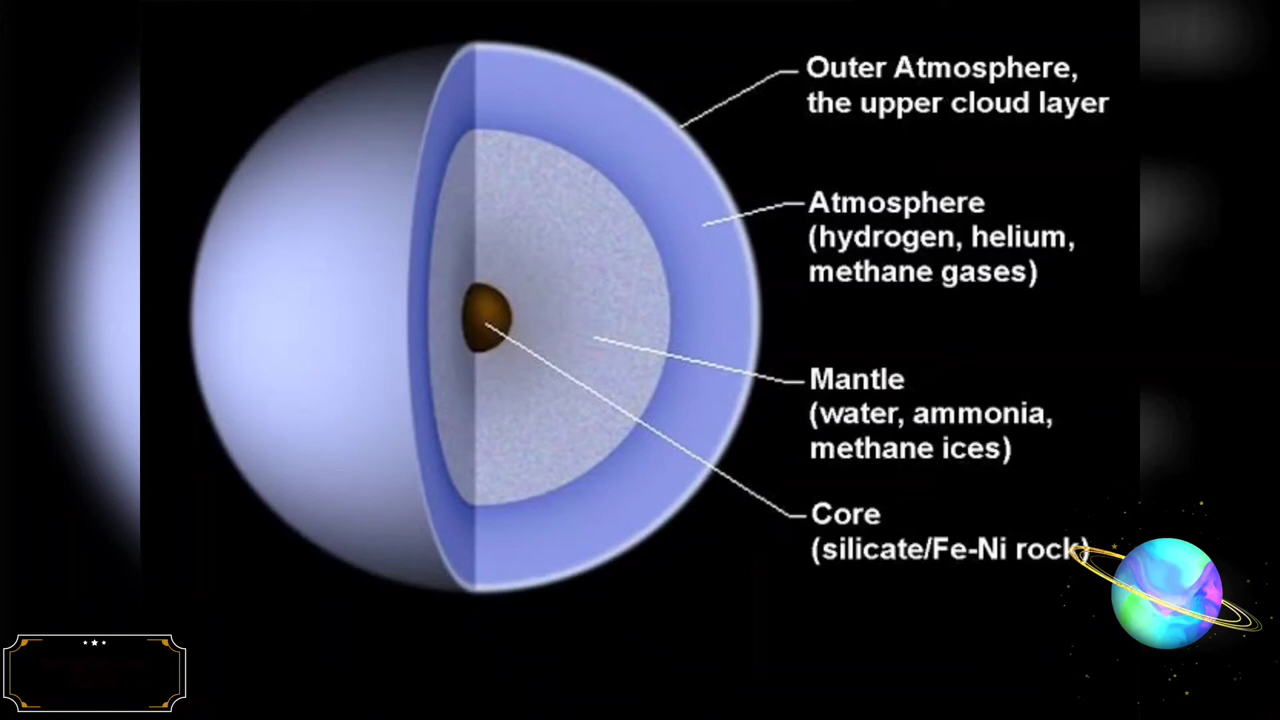 Outer Atmosphere,
the upper cloud layer
Atmosphere
(hydrogen, helium,
methane gases)
Mantle
(water, ammonia,
methane ices)
Core
(silicate/Fe-Ni rock)